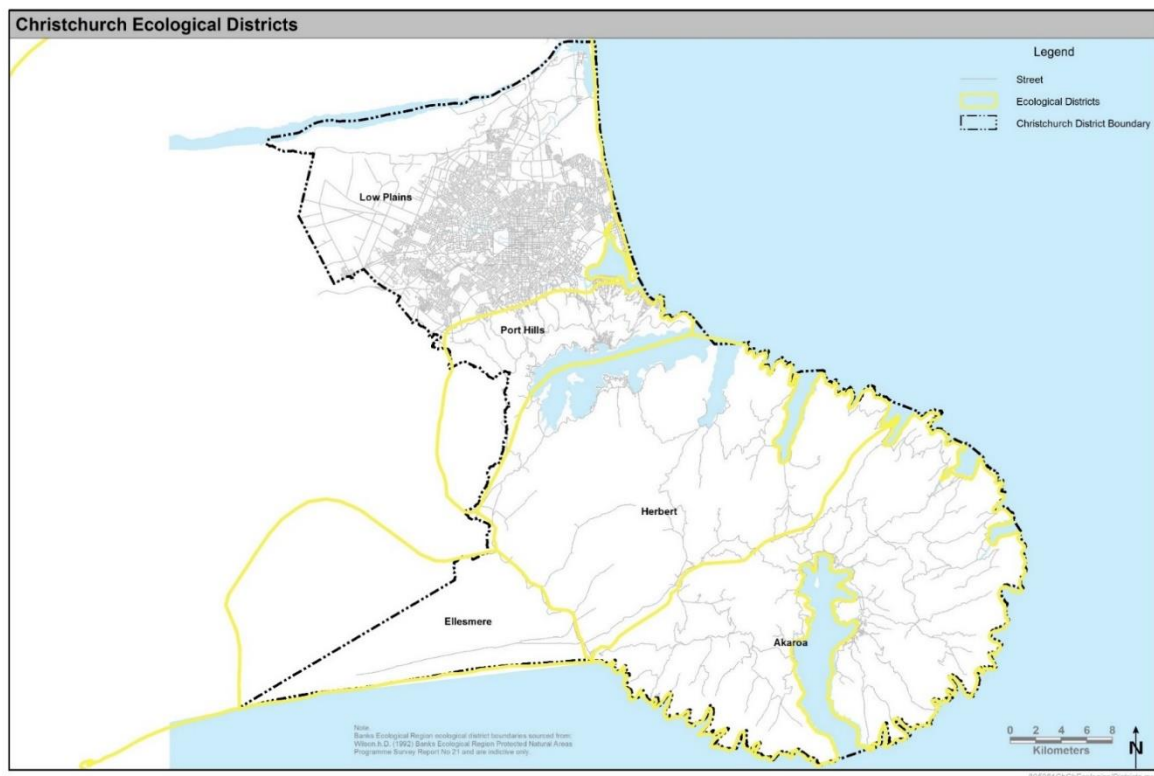 Christchurch Ecological Districts
Legend
Street
Ecological Districts
Christchurch District Boundary
Low Plains
Port Hills
Herbert
Ellesmere
Akaroa
Note
Banks Ecological Region ecological district boundaries sourced from:
Wilson.h.D. (1992) Banks Ecological Region Protected Natural Areas
Programme Survey Report No 21 and are indictive only.
0 2 4 6 8
Kilometers
N